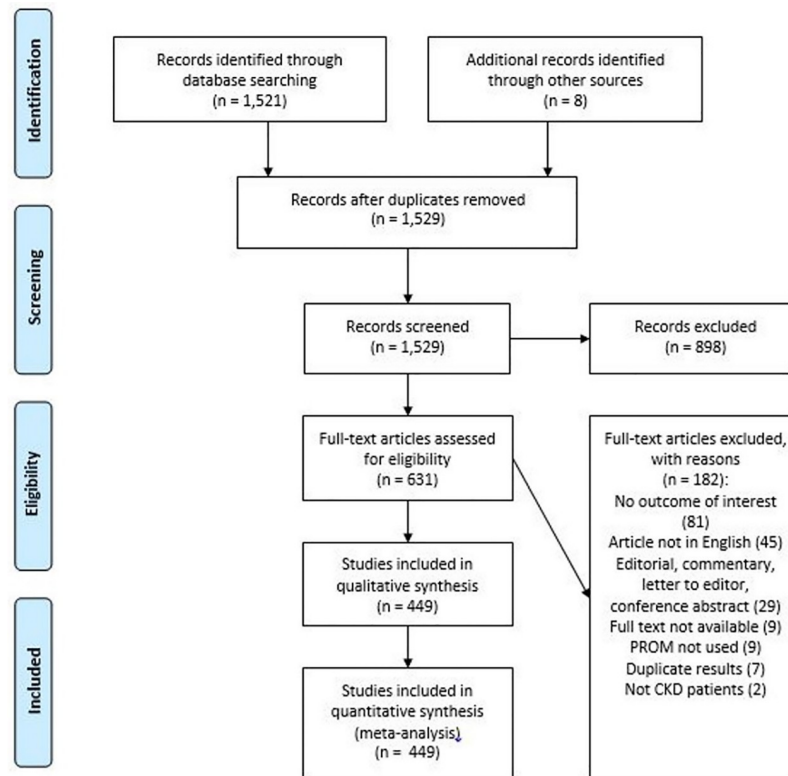 Identification
Records identified through
database searching
(n = 1,521)
Additional records identified
through other sources
(n = 8)
Records after duplicates removed
(n = 1,529)
Screening
Records screened
(n = 1,529)
Records excluded
(n = 898)
Eligibility
Full-text articles assessed
for eligibility
(n = 631)
Full-text articles excluded,
with reasons
(n = 182):
No outcome of interest
(81)
Article not in English (45)
Editorial, commentary,
letter to editor,
conference abstract (29)
Full text not available (9)
PROM not used (9)
Duplicate results (7)
Not CKD patients (2)
Studies included in
qualitative synthesis
(n = 449)
Included
Studies included in
quantitative synthesis
(meta-analysis)
(n = 449)